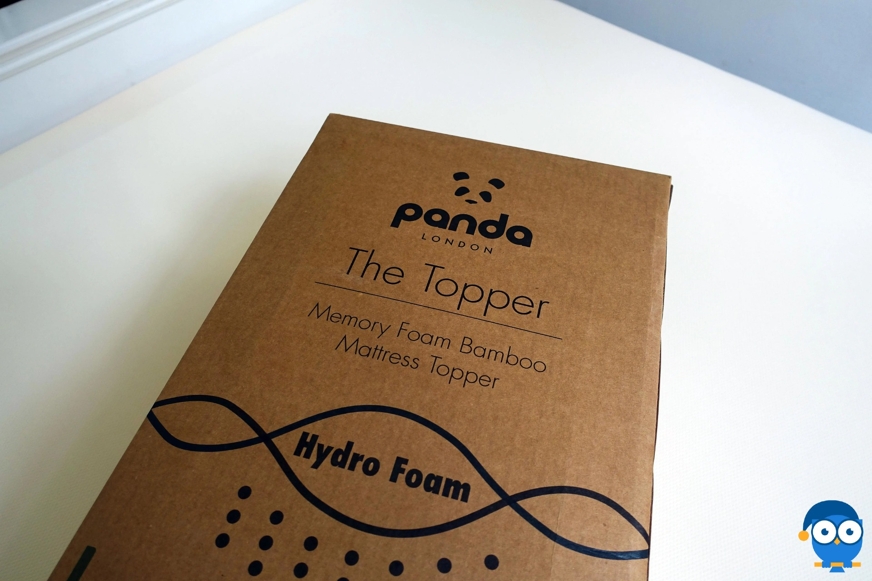 panda
LONDON
The Topper
Memory Foam Bamboo
Mattress Topper
Hydro Foam